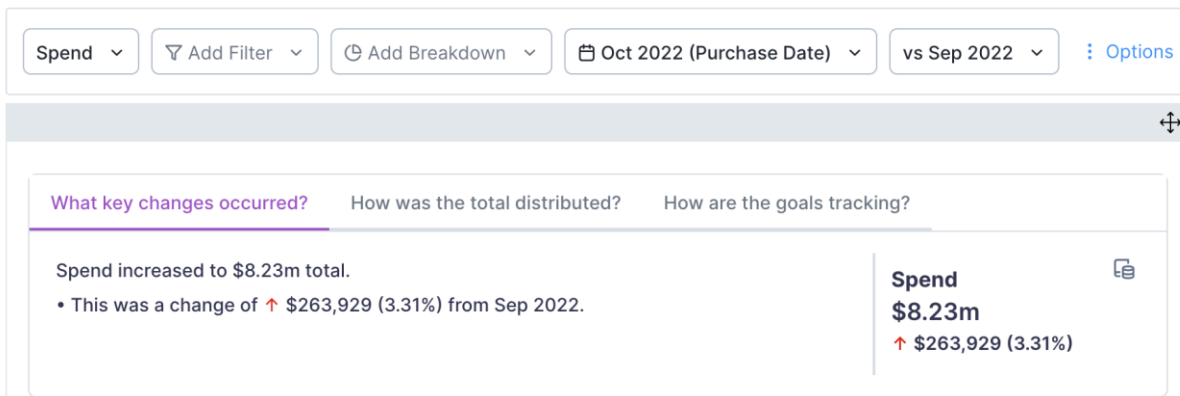 Spend Add Filter Add Breakdown Oct 2022 (Purchase Date) vs Sep 2022 Options
What key changes occurred? How was the total distributed? How are the goals tracking?
Spend increased to $8.23m total.
• This was a change of ↑ $263,929 (3.31%) from Sep 2022.
Spend
$8.23m
↑ $263,929 (3.31%)